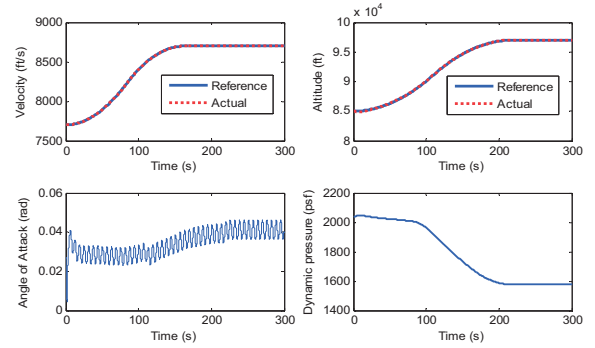 x 10^4
9000
8500
8000
7500
Velocity (ft/s)
Reference
Actual
0 100 200 300
Time (s)
10
9.5
9
8.5
8
Altitude (ft)
Reference
Actual
0 100 200 300
Time (s)
0.06
0.04
0.02
0
Angle of Attack (rad)
0 100 200 300
Time (s)
2200
2000
1800
1600
1400
Dynamic pressure (psf)
0 100 200 300
Time (s)